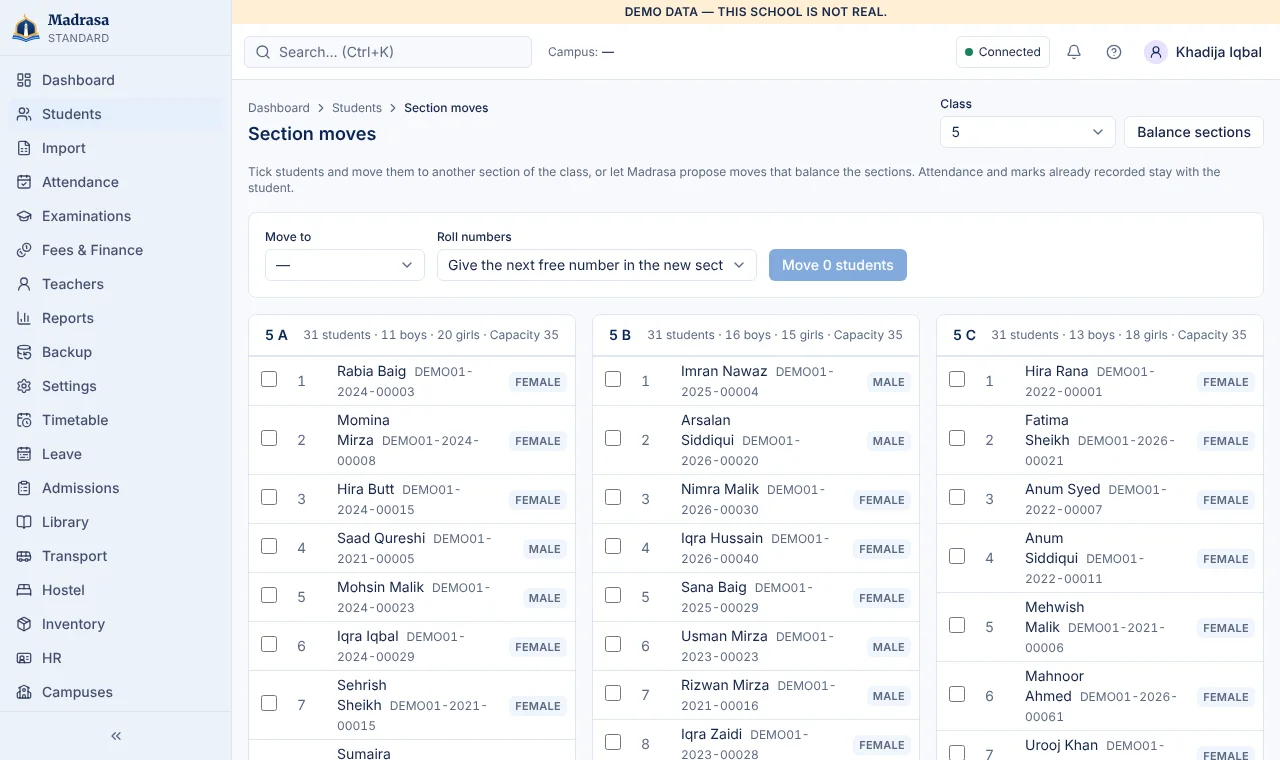 DEMO DATA — THIS SCHOOL IS NOT REAL.
Madrasa
STANDARD
Dashboard
Students
Import
Attendance
Examinations
Fees & Finance
Teachers
Reports
Backup
Settings
Timetable
Leave
Admissions
Library
Transport
Hostel
Inventory
HR
Campuses
«
Search... (Ctrl+K)
Campus: —
Connected
Khadija Iqbal
Dashboard > Students > Section moves
Section moves
Class
5
Balance sections
Tick students and move them to another section of the class, or let Madrasa propose moves that balance the sections. Attendance and marks already recorded stay with the
student.
Move to
—
Roll numbers
Give the next free number in the new sect
Move 0 students
5 A 31 students · 11 boys · 20 girls · Capacity 35
1 Rabia Baig DEMO01-
2024-00003 FEMALE
2 Momina
Mirza DEMO01-2024-
00008 FEMALE
3 Hira Butt DEMO01-
2024-00015 FEMALE
4 Saad Qureshi DEMO01-
2021-00005 MALE
5 Mohsin Malik DEMO01-
2024-00023 MALE
6 Iqra Iqbal DEMO01-
2024-00029 FEMALE
7 Sehrish
Sheikh DEMO01-2021-
00015 FEMALE
Sumaira
5 B 31 students · 16 boys · 15 girls · Capacity 35
1 Imran Nawaz DEMO01-
2025-00004 MALE
2 Arsalan
Siddiqui DEMO01-
2026-00020 MALE
3 Nimra Malik DEMO01-
2026-00030 FEMALE
4 Iqra Hussain DEMO01-
2026-00040 FEMALE
5 Sana Baig DEMO01-
2025-00029 FEMALE
6 Usman Mirza DEMO01-
2023-00023 MALE
7 Rizwan Mirza DEMO01-
2021-00016 MALE
8 Iqra Zaidi DEMO01-
2023-00028 FEMALE
5 C 31 students · 13 boys · 18 girls · Capacity 35
1 Hira Rana DEMO01-
2022-00001 FEMALE
2 Fatima
Sheikh DEMO01-2026-
00021 FEMALE
3 Anum Syed DEMO01-
2022-00007 FEMALE
4 Anum
Siddiqui DEMO01-
2022-00011 FEMALE
5 Mehwish
Malik DEMO01-2021-
00006 FEMALE
6 Mahnoor
Ahmed DEMO01-2026-
00061 FEMALE
7 Urooj Khan DEMO01-
FEMALE